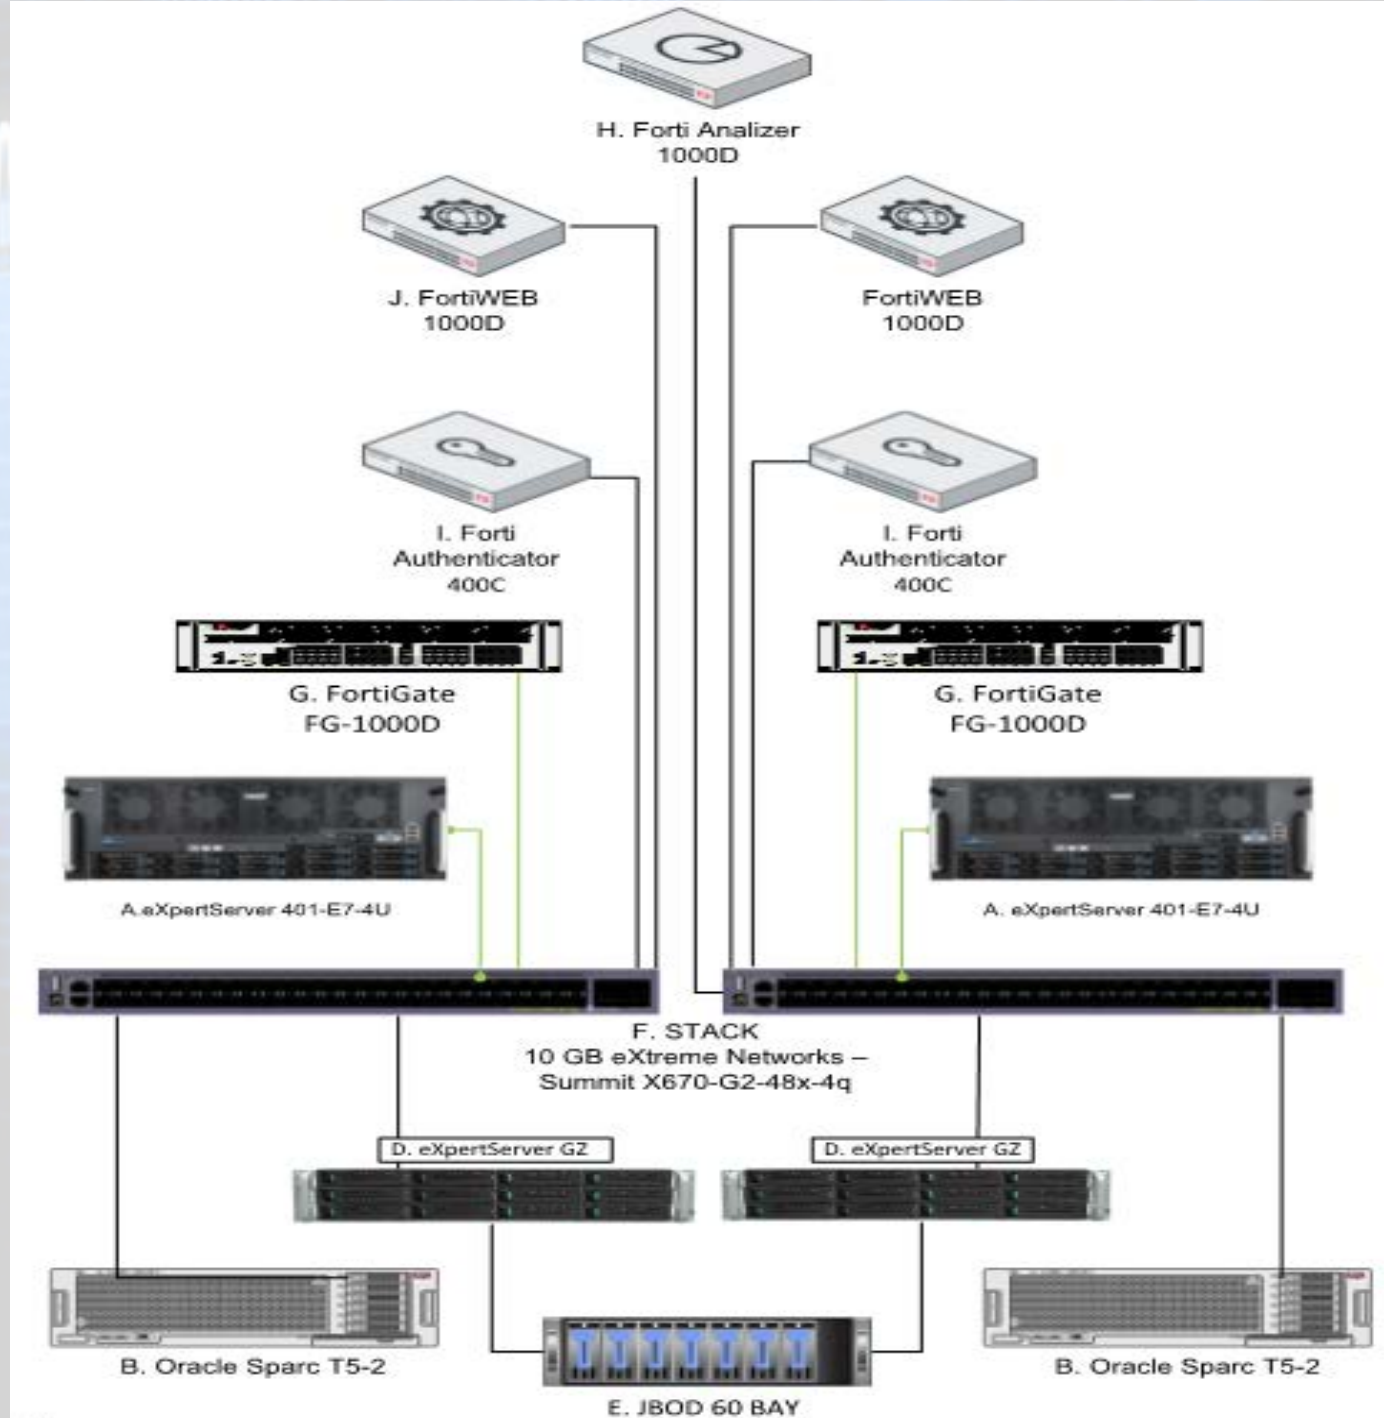 H. Forti Analizer
1000D
J. FortiWEB
1000D
FortiWEB
1000D
I. Forti
Authenticator
400C
I. Forti
Authenticator
400C
G. FortiGate
FG-1000D
G. FortiGate
FG-1000D
A.eXpertServer 401-E7-4U
A. eXpertServer 401-E7-4U
F. STACK
10 GB eXtreme Networks –
Summit X670-G2-48x-4q
D. eXpertServer GZ
D. eXpertServer GZ
B. Oracle Sparc T5-2
B. Oracle Sparc T5-2
E. JBOD 60 BAY